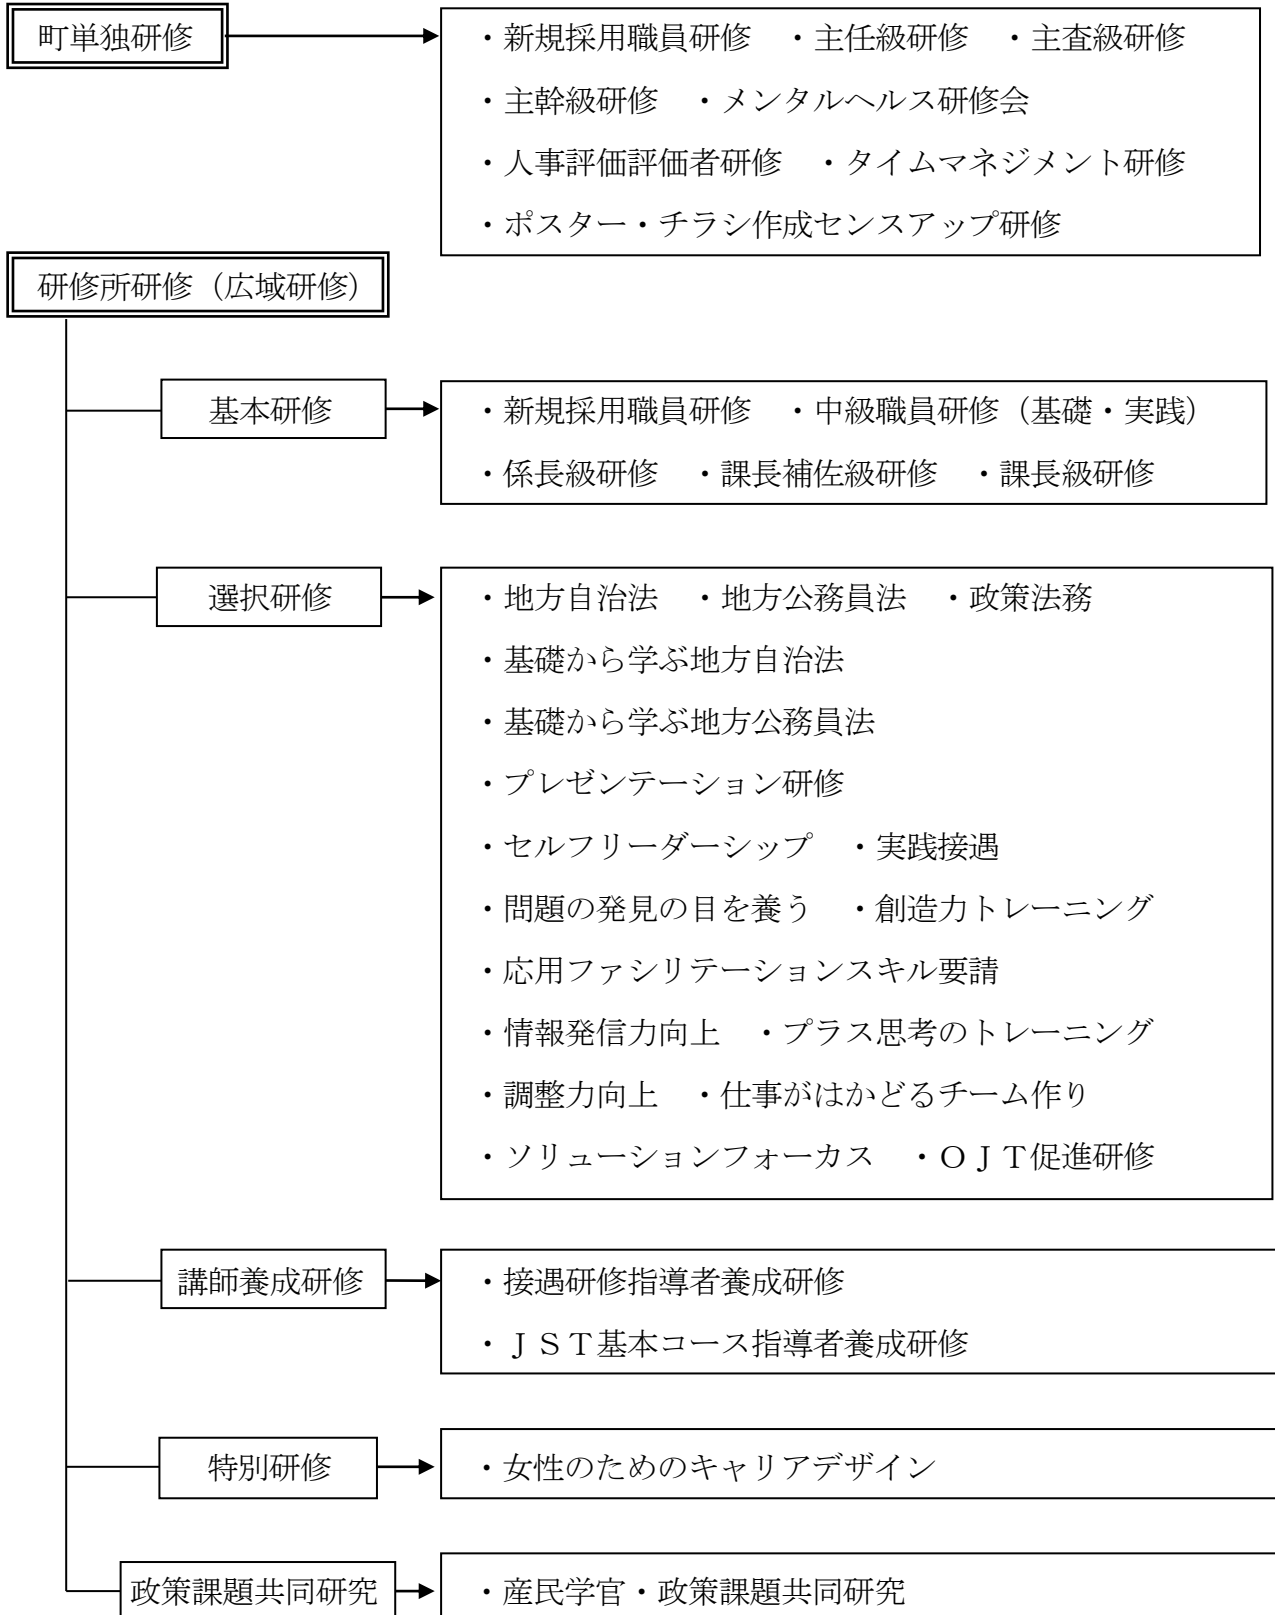 町単独研修
・新規採用職員研修　・主任級研修　・主査級研修
・主幹級研修　・メンタルヘルス研修会
・人事評価評価者研修　・タイムマネジメント研修
・ポスター・チラシ作成センスアップ研修
研修所研修（広域研修）
基本研修
・新規採用職員研修　・中級職員研修（基礎・実践）
・係長級研修　・課長補佐級研修　・課長級研修
選択研修
・地方自治法　・地方公務員法　・政策法務
・基礎から学ぶ地方自治法
・基礎から学ぶ地方公務員法
・プレゼンテーション研修
・セルフリーダーシップ　・実践接遇
・問題の発見の目を養う　・創造力トレーニング
・応用ファシリテーションスキル要請
・情報発信力向上　・プラス思考のトレーニング
・調整力向上　・仕事がはかどるチーム作り
・ソリューションフォーカス　・ＯＪＴ促進研修
講師養成研修
・接遇研修指導者養成研修
・ＪＳＴ基本コース指導者養成研修
特別研修
・女性のためのキャリアデザイン
政策課題共同研究
・産民学官・政策課題共同研究